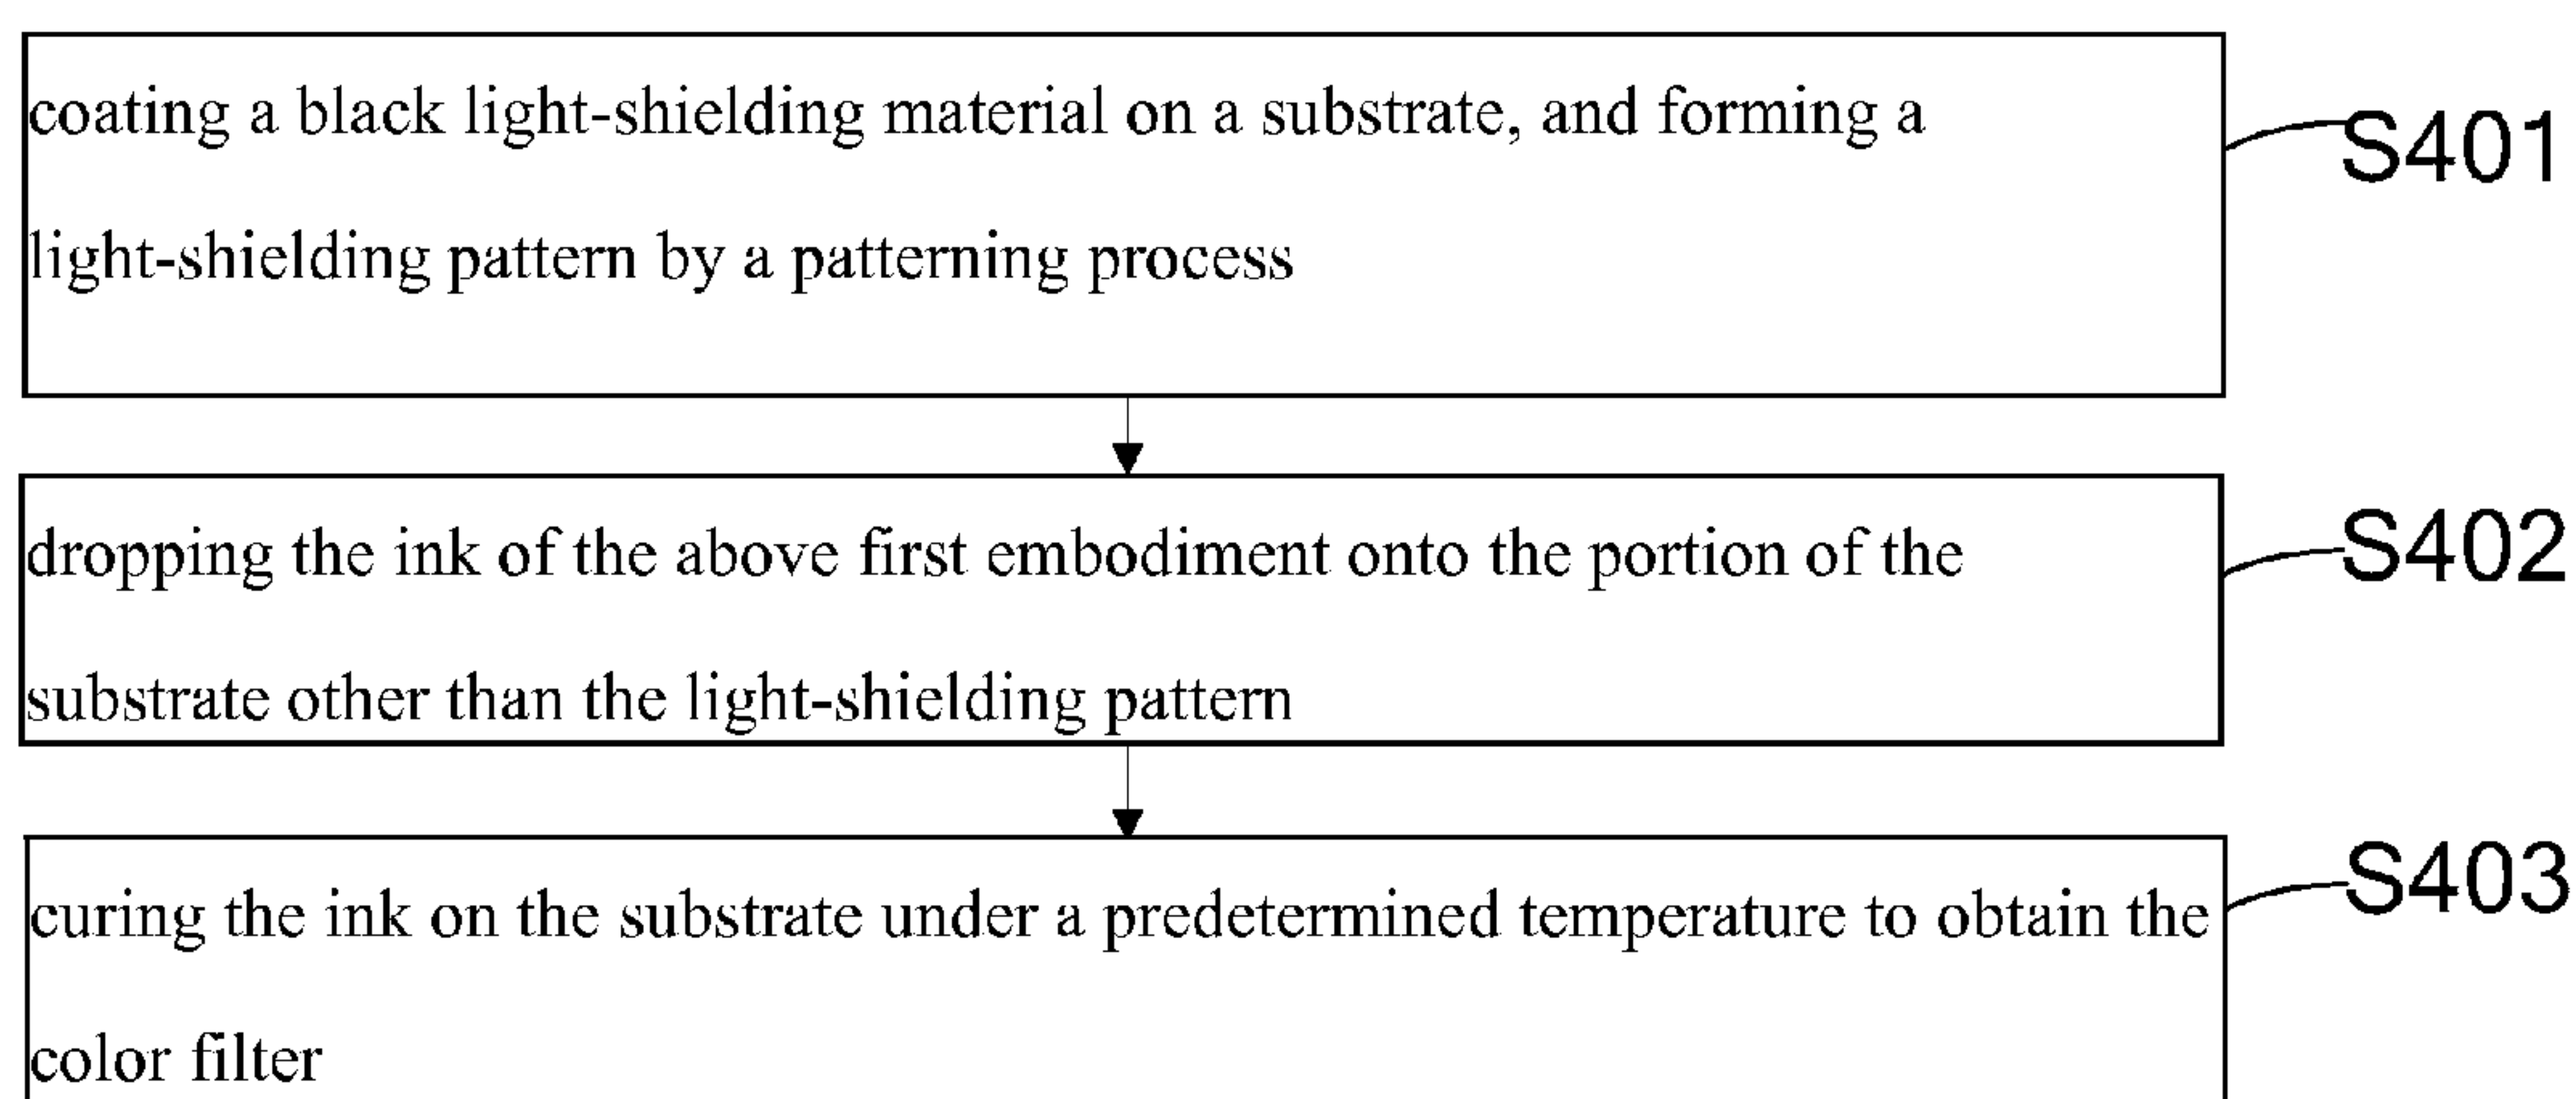 coating a black light-shielding material on a substrate, and forming a
S401
light-shielding pattern by a patterning process
dropping the ink of the above first embodiment onto the portion of the
S402
substrate other than the light-shielding pattern
curing the ink on the substrate under a predetermined temperature to obtain the
S403
color filter